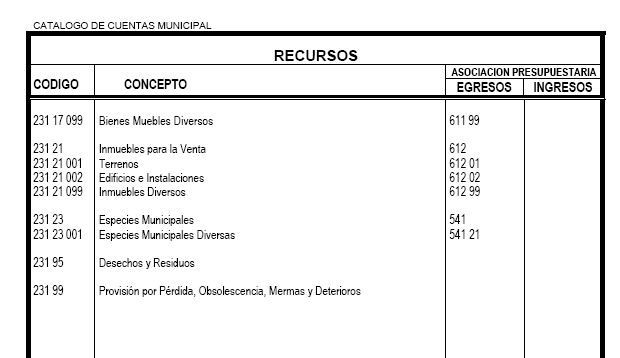 CATALOGO DE CUENTAS MUNICIPAL
RECURSOS
CODIGO CONCEPTO ASOCIACION PRESUPUESTARIA
EGRESOS INGRESOS
231 17 099 Bienes Muebles Diversos 611 99
231 21 Inmuebles para la Venta 612
231 21 001 Terrenos 612 01
231 21 002 Edificios e Instalaciones 612 02
231 21 099 Inmuebles Diversos 612 99
231 23 Especies Municipales 541
231 23 001 Especies Municipales Diversas 541 21
231 95 Desechos y Residuos
231 99 Provisión por Pérdida, Obsolescencia, Mermas y Deterioros